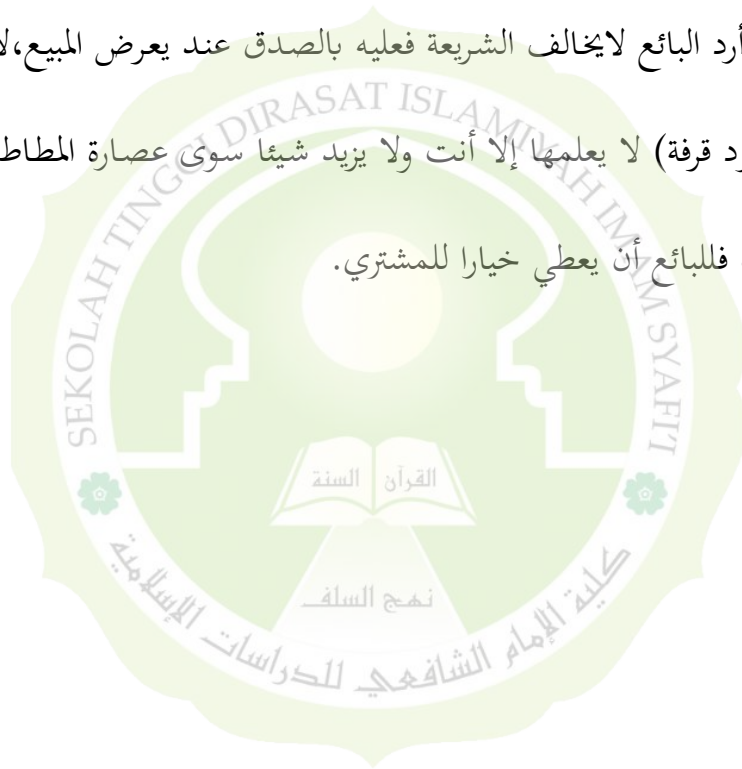 أرد البائع لايخالف الشريعة فعليه بالصدق عند يعرض المبيع،لا
ود قرفة) لا يعلمها إلا أنت ولا يزيد شيئا سوى عصارة المطاط
فللبائع أن يعطي خيارا للمشتري.
SEKOLAH TINGGI DIRASAT ISLAMIYAH IMAM SYAFI'I
القرآن السنة
نهج السلف
كلية الإمام الشافعي للدراسات الإسلامية